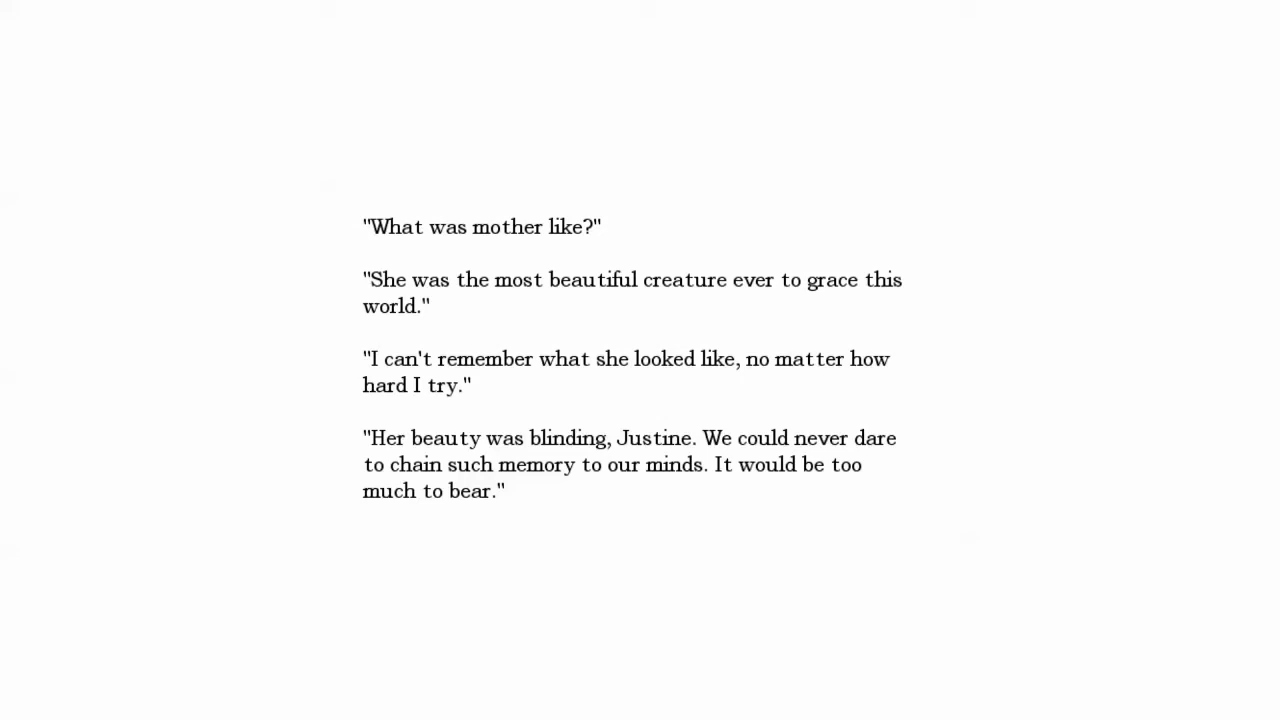 "What was mother like?"
"She was the most beautiful creature ever to grace this
world."
"I can't remember what she looked like, no matter how
hard I try."
"Her beauty was blinding, Justine. We could never dare
to chain such memory to our minds. It would be too
much to bear."